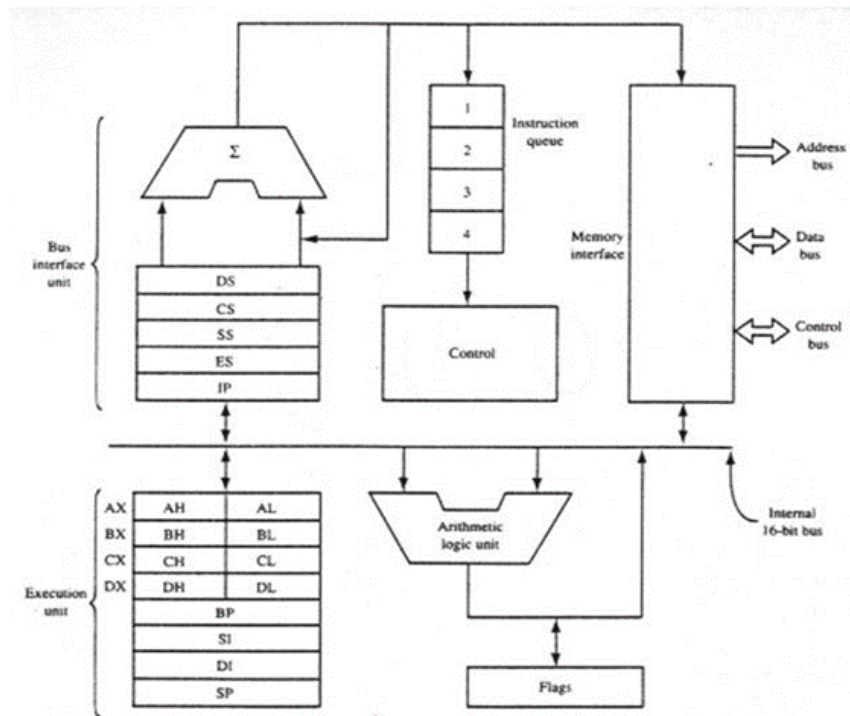 Σ
1
2
3
4
Instruction
queue
Memory
interface
Address
bus
Data
bus
Control
bus
Bus
interface
unit
DS
CS
SS
ES
IP
Control
Internal
16-bit bus
Execution
unit
AX AH AL
BX BH BL
CX CH CL
DX DH DL
BP
SI
DI
SP
Arithmetic
logic unit
Flags